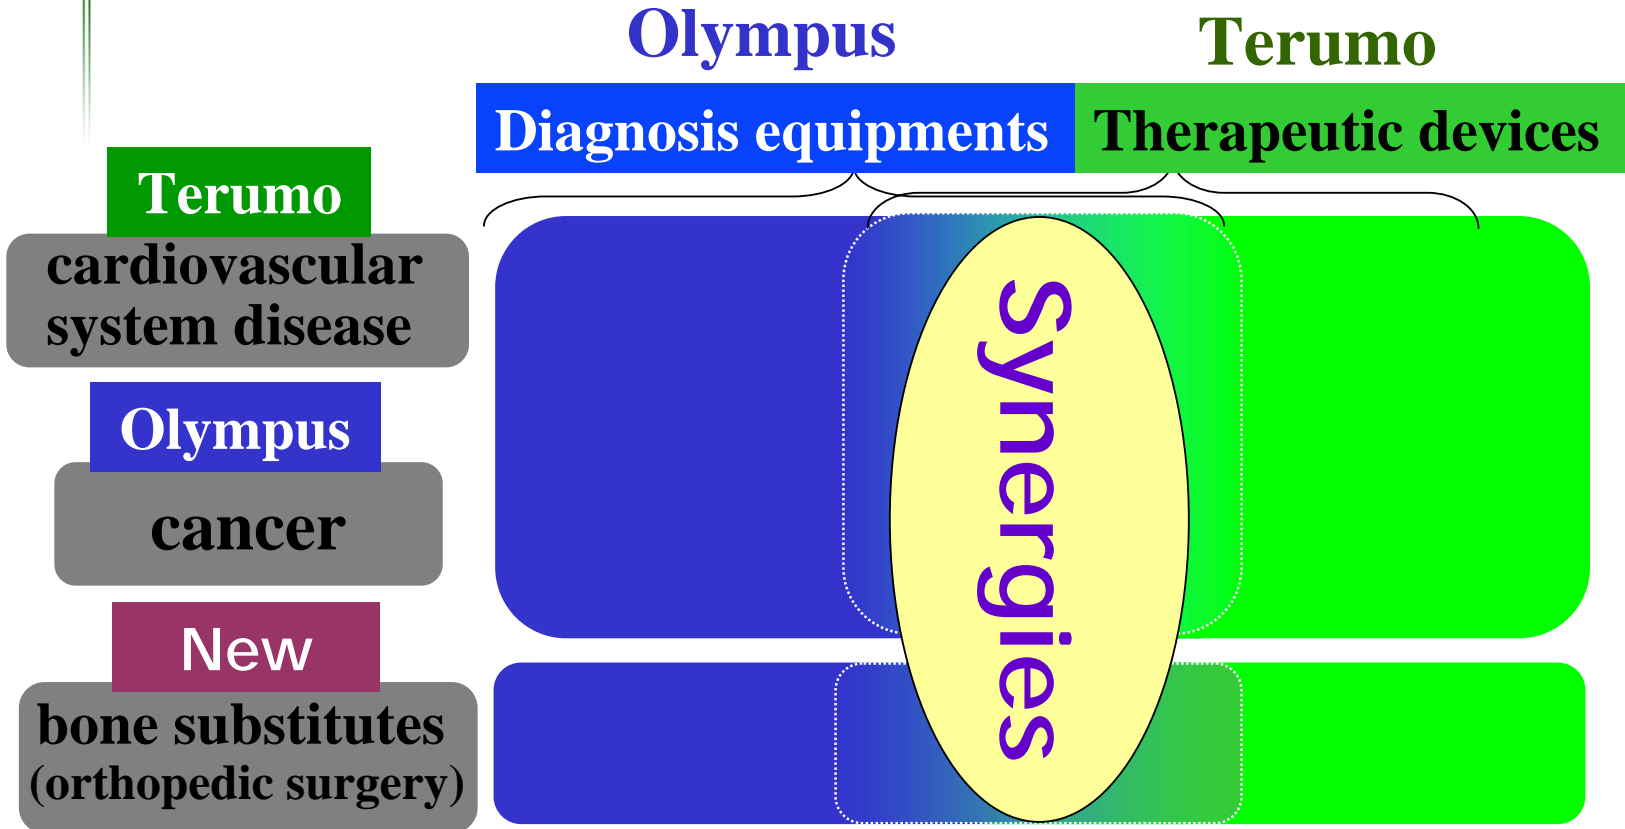 Olympus
Terumo
Diagnosis equipments
Therapeutic devices
Terumo
cardiovascular
system disease
Olympus
cancer
New
bone substitutes
(orthopedic surgery)
Synergies